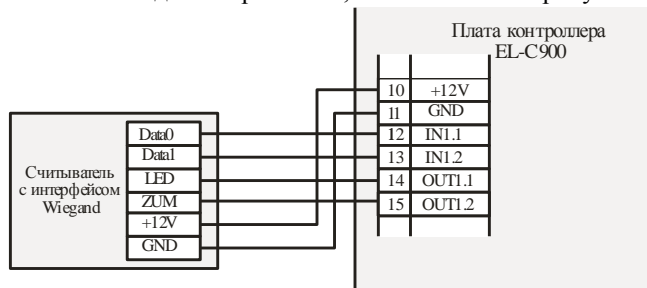 Плата контроллера
EL-C900
10 +12V
11 GND
12 IN1.1
13 IN1.2
14 OUT1.1
15 OUT1.2
Считыватель
с интерфейсом
Wiegand
Data0
Data1
LED
ZUM
+12V
GND